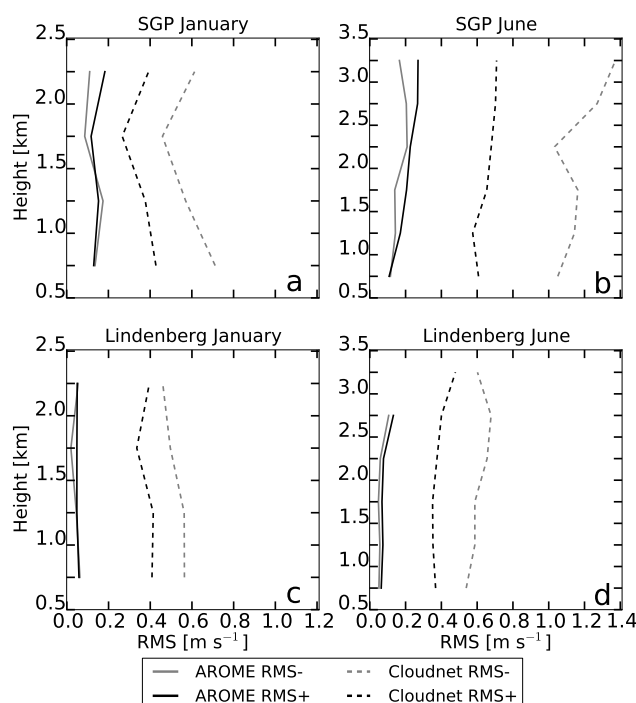 SGP January
SGP June
2.5
2.0
1.5
1.0
0.5
Height [km]
a
3.5
3.0
2.5
2.0
1.5
1.0
0.5
b
Lindenberg January
Lindenberg June
2.5
2.0
1.5
1.0
0.5
Height [km]
c
0.0 0.2 0.4 0.6 0.8 1.0 1.2
RMS [m s⁻¹]
3.5
3.0
2.5
2.0
1.5
1.0
0.5
d
0.0 0.2 0.4 0.6 0.8 1.0 1.2 1.4
RMS [m s⁻¹]
AROME RMS-
AROME RMS+
Cloudnet RMS-
Cloudnet RMS+